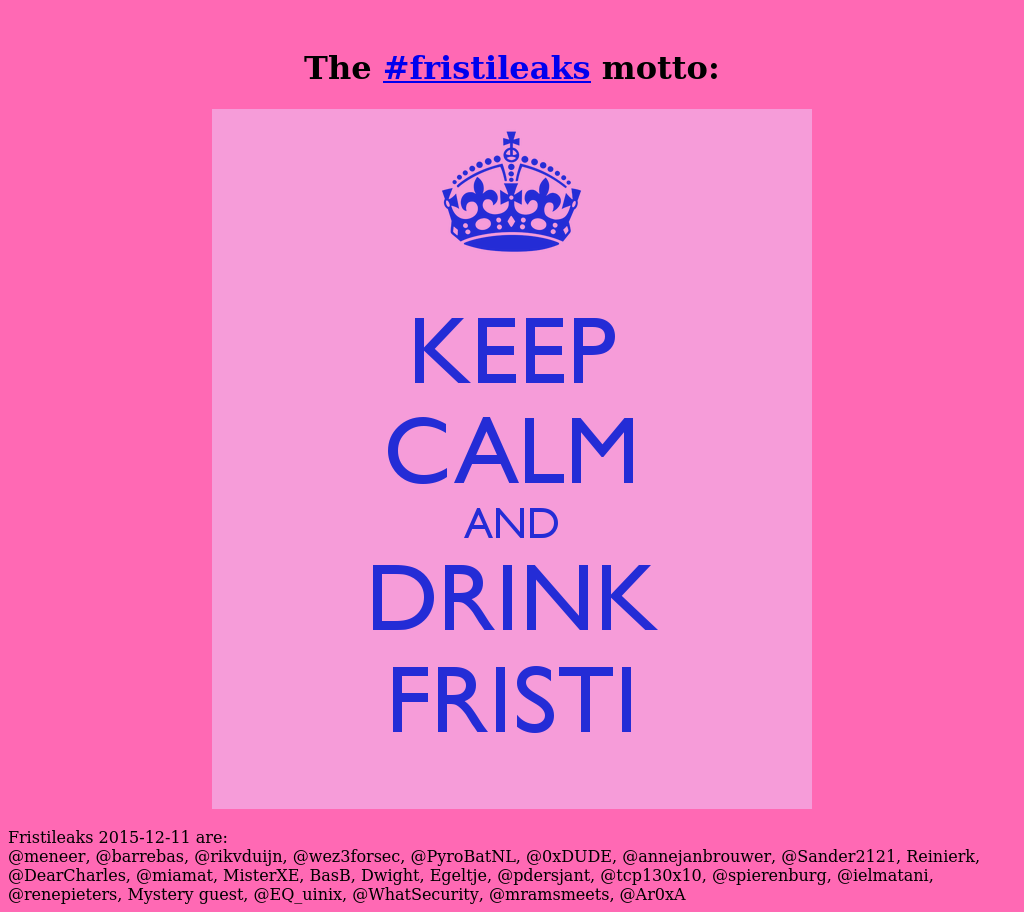 The #fristileaks motto:
KEEP
CALM
AND
DRINK
FRISTI
Fristileaks 2015-12-11 are:
@meneer, @barrebas, @rikvduijn, @wez3forsec, @PyroBatNL, @0xDUDE, @annejanbrouwer, @Sander2121, Reinierk,
@DearCharles, @miamat, MisterXE, BasB, Dwight, Egeltje, @pdersjant, @tcp130x10, @spierenburg, @ielmatani,
@renepieters, Mystery guest, @EQ_uinix, @WhatSecurity, @mramsmeets, @Ar0xA